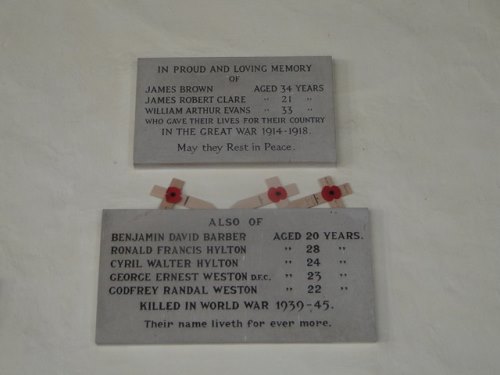 IN PROUD AND LOVING MEMORY
OF
JAMES BROWN AGED 34 YEARS
JAMES ROBERT CLARE " 21 "
WILLIAM ARTHUR EVANS " 33 "
WHO GAVE THEIR LIVES FOR THEIR COUNTRY
IN THE GREAT WAR 1914-1918.
May they Rest in Peace.
ALSO OF
BENJAMIN DAVID BARBER AGED 20 YEARS.
RONALD FRANCIS HYLTON " 28 "
CYRIL WALTER HYLTON " 24 "
GEORGE ERNEST WESTON D.F.C. " 23 "
GODFREY RANDAL WESTON " 22 "
KILLED IN WORLD WAR 1939-45.
Their name liveth for ever more.